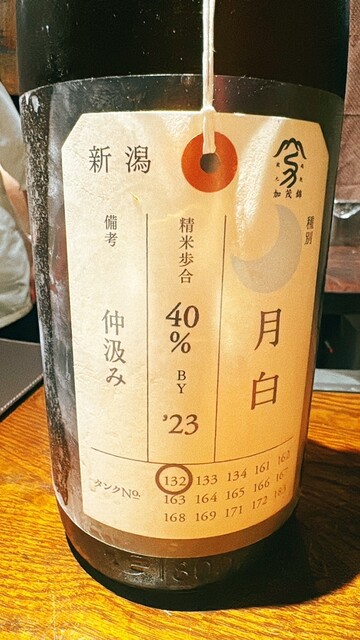 新潟
加茂錦
種別
月白
精米歩合
40
%
BY
'23
備考
仲汲み
タンクNo.
132 133 134 161 162
163 164 165 166 167
168 169 171 172 181